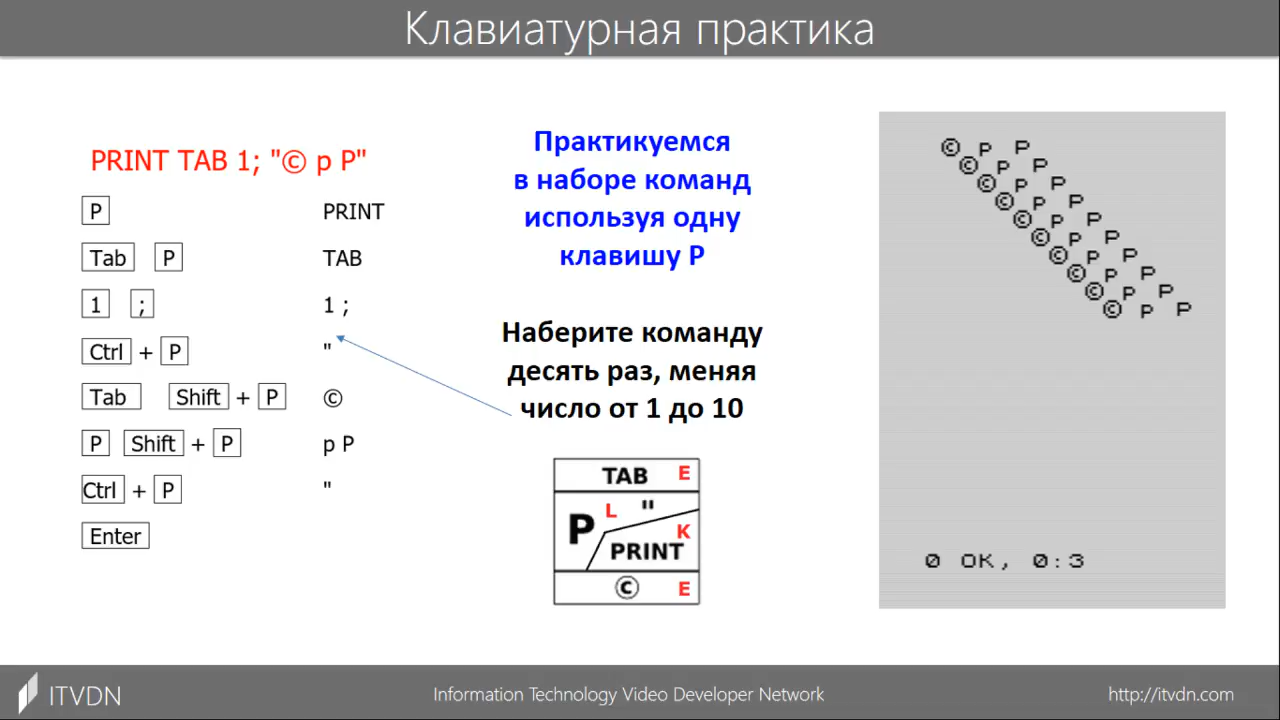 Клавиатурная практика
PRINT TAB 1; "© p P"
P PRINT
Tab P TAB
1 ; 1 ;
Ctrl + P "
Tab Shift + P ©
P Shift + P p P
Ctrl + P "
Enter
Практикуемся
в наборе команд
используя одну
клавишу P
Наберите команду
десять раз, меняя
число от 1 до 10
TAB E
P L " K
PRINT
© E
© p P
© p P
© p P
© p P
© p P
© p P
© p P
© p P
© p P
© p P
0 OK, 0:3
ITVDN
Information Technology Video Developer Network
http://itvdn.com